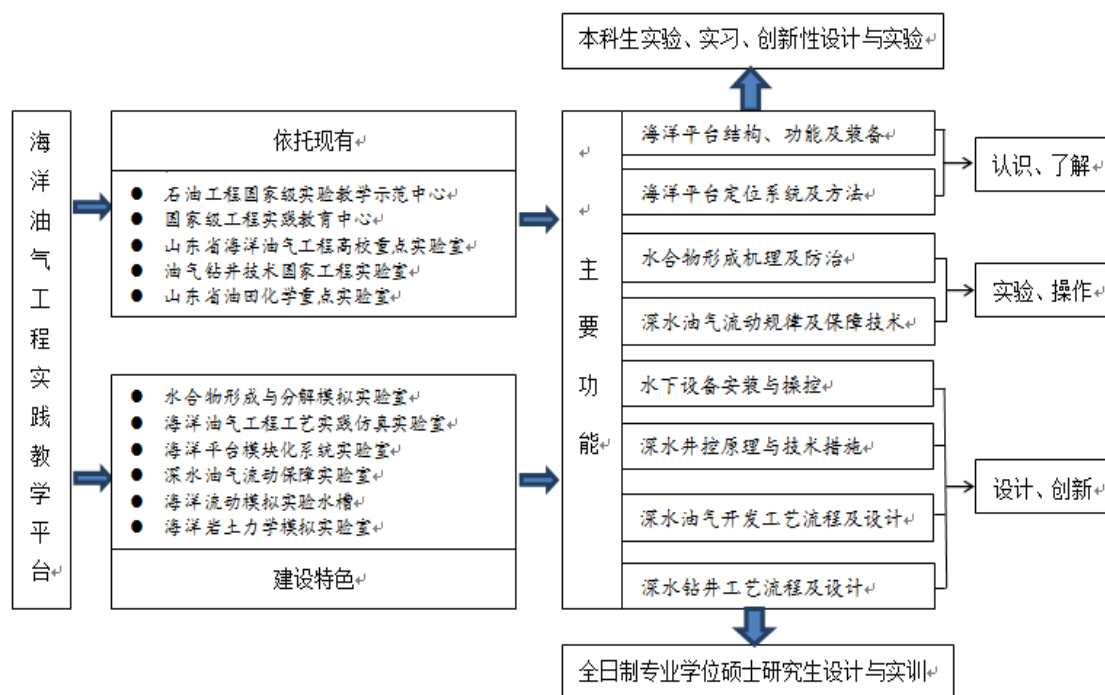 本科生实验、实习、创新性设计与实验
海洋油气工程实践教学平台
依托现有
● 石油工程国家级实验教学示范中心
● 国家级工程实践教育中心
● 山东省海洋油气工程高校重点实验室
● 油气钻井技术国家工程实验室
● 山东省油田化学重点实验室
● 水合物形成与分解模拟实验室
● 海洋油气工程工艺实践仿真实验室
● 海洋平台模块化系统实验室
● 深水油气流动保障实验室
● 海洋流动模拟实验水槽
● 海洋岩土力学模拟实验室
建设特色
主要功能
海洋平台结构、功能及装备
海洋平台定位系统及方法
水合物形成机理及防治
深水油气流动规律及保障技术
水下设备安装与操控
深水井控原理与技术措施
深水油气开发工艺流程及设计
深水钻井工艺流程及设计
认识、了解
实验、操作
设计、创新
全日制专业学位硕士研究生设计与实训